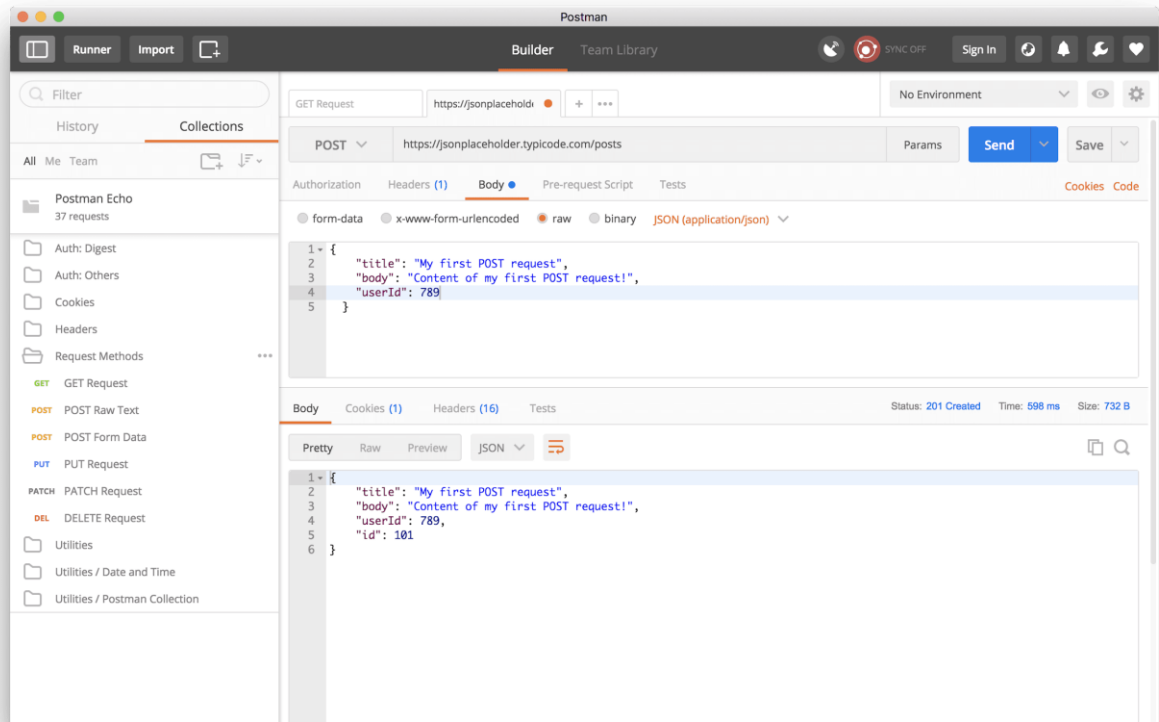 Postman
Runner Import Builder Team Library SYNC OFF Sign In
Filter
History Collections
All Me Team
Postman Echo
37 requests
Auth: Digest
Auth: Others
Cookies
Headers
Request Methods
GET GET Request
POST POST Raw Text
POST POST Form Data
PUT PUT Request
PATCH PATCH Request
DEL DELETE Request
Utilities
Utilities / Date and Time
Utilities / Postman Collection
GET Request https://jsonplaceholde + ••• No Environment
POST https://jsonplaceholder.typicode.com/posts Params Send Save
Authorization Headers (1) Body Pre-request Script Tests Cookies Code
form-data x-www-form-urlencoded raw binary JSON (application/json)
1 {
2 "title": "My first POST request",
3 "body": "Content of my first POST request!",
4 "userId": 789
5 }
Body Cookies (1) Headers (16) Tests Status: 201 Created Time: 598 ms Size: 732 B
Pretty Raw Preview JSON
1 {
2 "title": "My first POST request",
3 "body": "Content of my first POST request!",
4 "userId": 789,
5 "id": 101
6 }